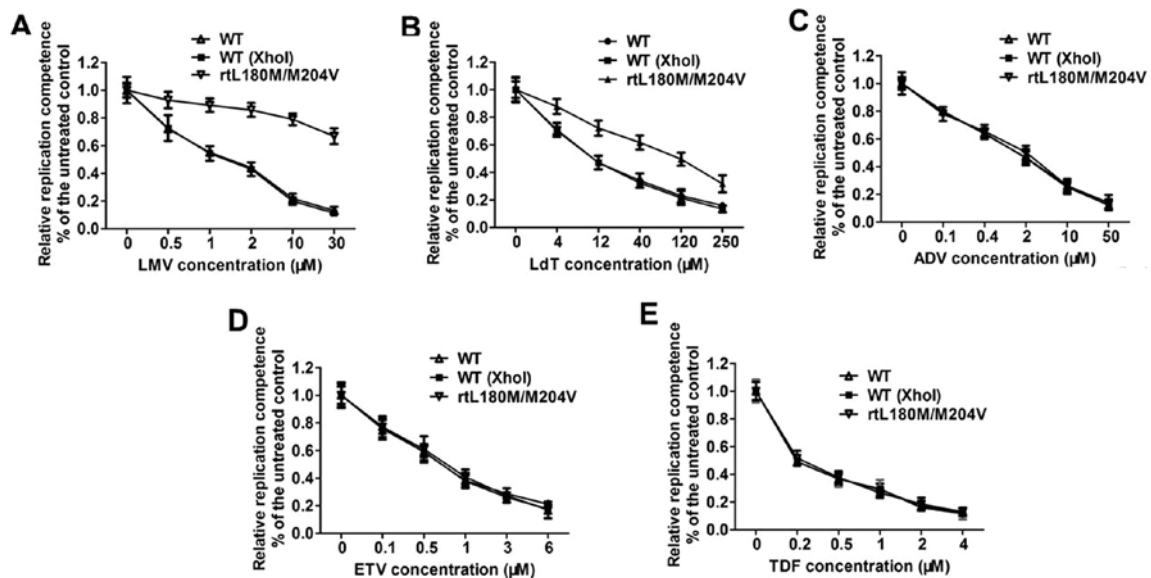 A
WT
WT (XhoI)
rtL180M/M204V
Relative replication competence
% of the untreated control
1.2
1.0
0.8
0.6
0.4
0.2
0.0
0 0.5 1 2 10 30
LMV concentration (µM)
B
WT
WT (XhoI)
rtL180M/M204V
Relative replication competence
% of the untreated control
1.2
1.0
0.8
0.6
0.4
0.2
0.0
0 4 12 40 120 250
LdT concentration (µM)
C
WT
WT (XhoI)
rtL180M/M204V
Relative replication competence
% of the untreated control
1.2
1.0
0.8
0.6
0.4
0.2
0.0
0 0.1 0.4 2 10 50
ADV concentration (µM)
D
WT
WT (XhoI)
rtL180M/M204V
Relative replication competence
% of the untreated control
1.2
1.0
0.8
0.6
0.4
0.2
0.0
0 0.1 0.5 1 3 6
ETV concentration (µM)
E
WT
WT (XhoI)
rtL180M/M204V
Relative replication competence
% of the untreated control
1.2
1.0
0.8
0.6
0.4
0.2
0.0
0 0.2 0.5 1 2 4
TDF concentration (µM)